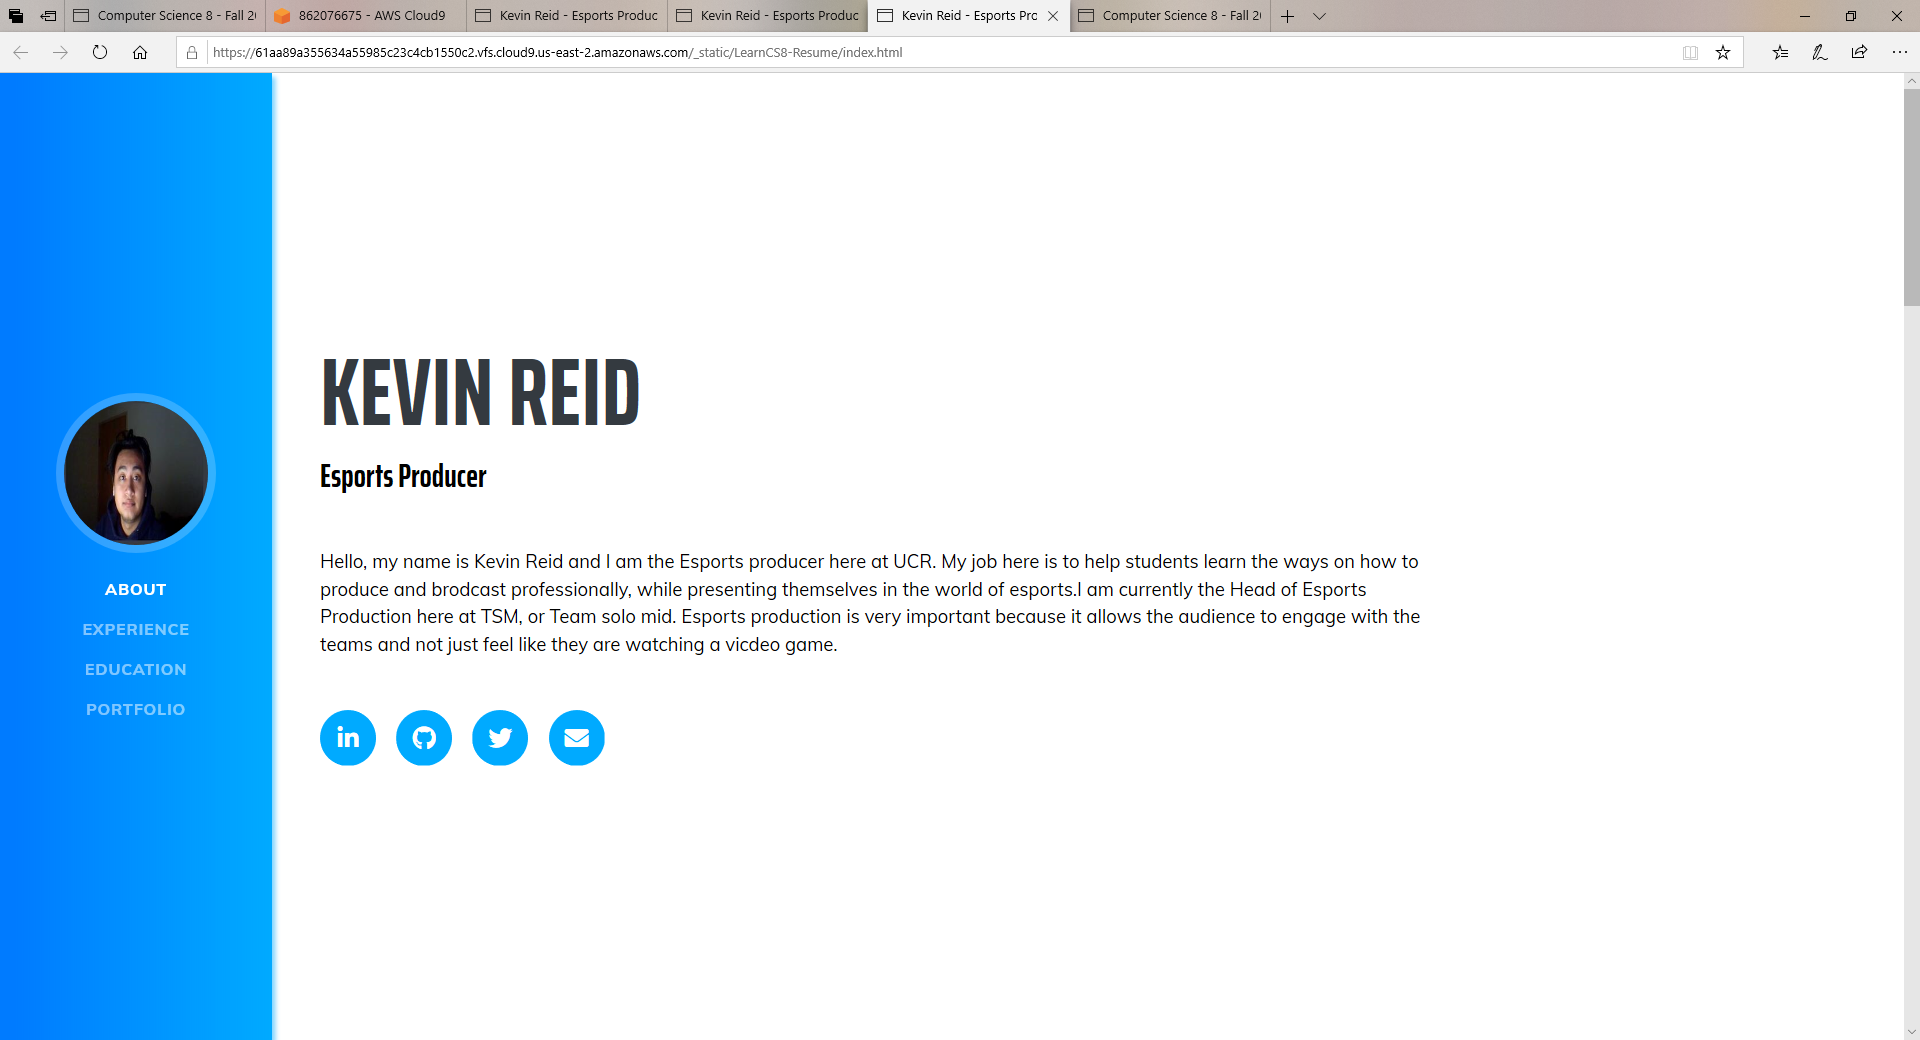 Computer Science 8 - Fall 20
862076675 - AWS Cloud9
Kevin Reid - Esports Produc
Kevin Reid - Esports Produc
Kevin Reid - Esports Pro
Computer Science 8 - Fall 20
https://61aa89a355634a55985c23c4cb1550c2.vfs.cloud9.us-east-2.amazonaws.com/_static/LearnCS8-Resume/index.html
ABOUT
EXPERIENCE
EDUCATION
PORTFOLIO
KEVIN REID
Esports Producer
Hello, my name is Kevin Reid and I am the Esports producer here at UCR. My job here is to help students learn the ways on how to
produce and brodcast professionally, while presenting themselves in the world of esports.I am currently the Head of Esports
Production here at TSM, or Team solo mid. Esports production is very important because it allows the audience to engage with the
teams and not just feel like they are watching a vicdeo game.
in